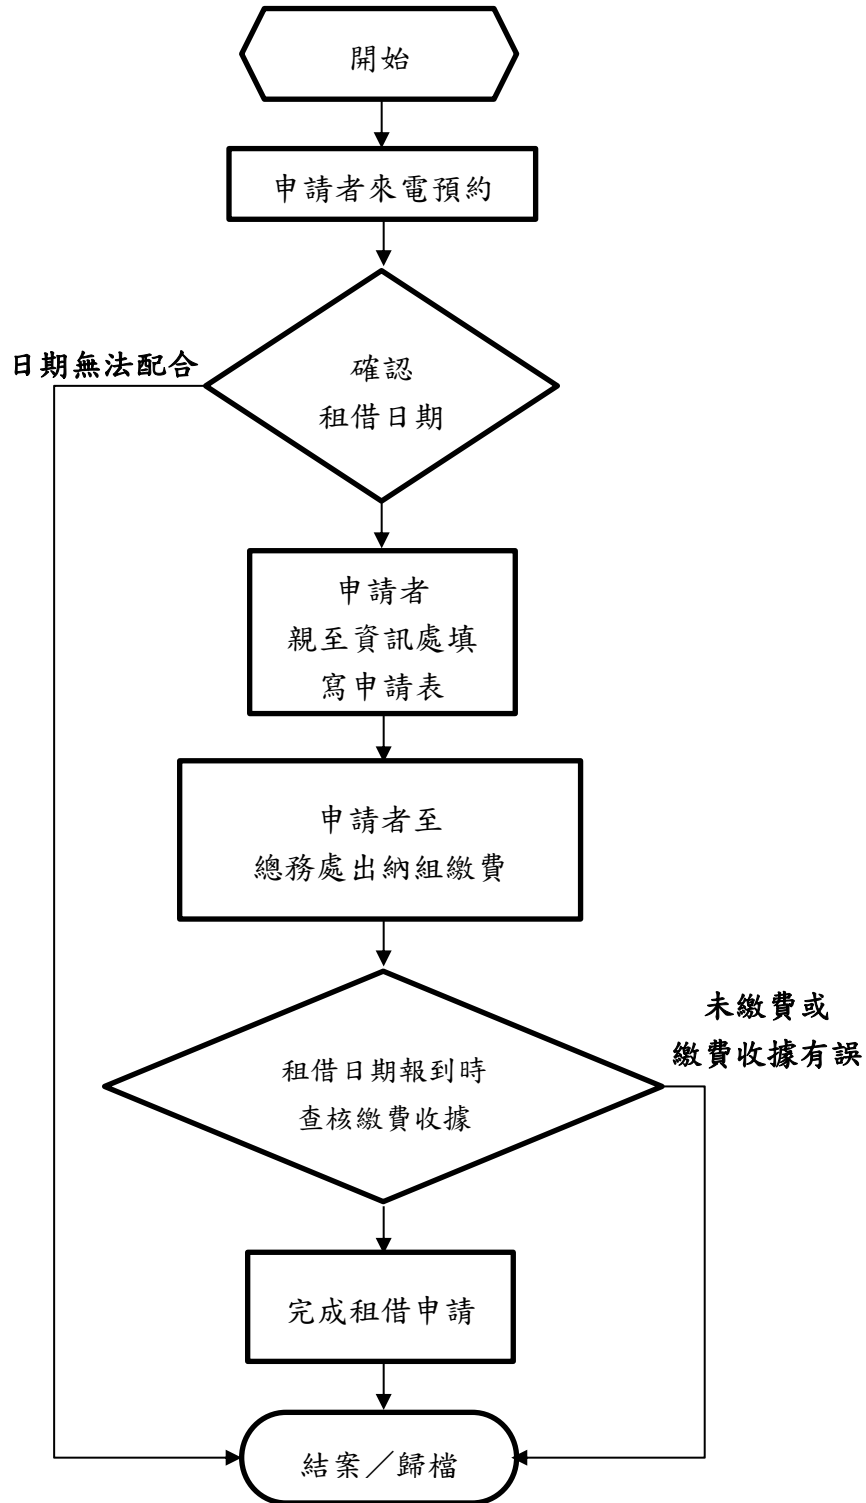 開始
申請者來電預約
日期無法配合
確認
租借日期
申請者
親至資訊處填
寫申請表
申請者至
總務處出納組繳費
未繳費或
繳費收據有誤
租借日期報到時
查核繳費收據
完成租借申請
結案／歸檔